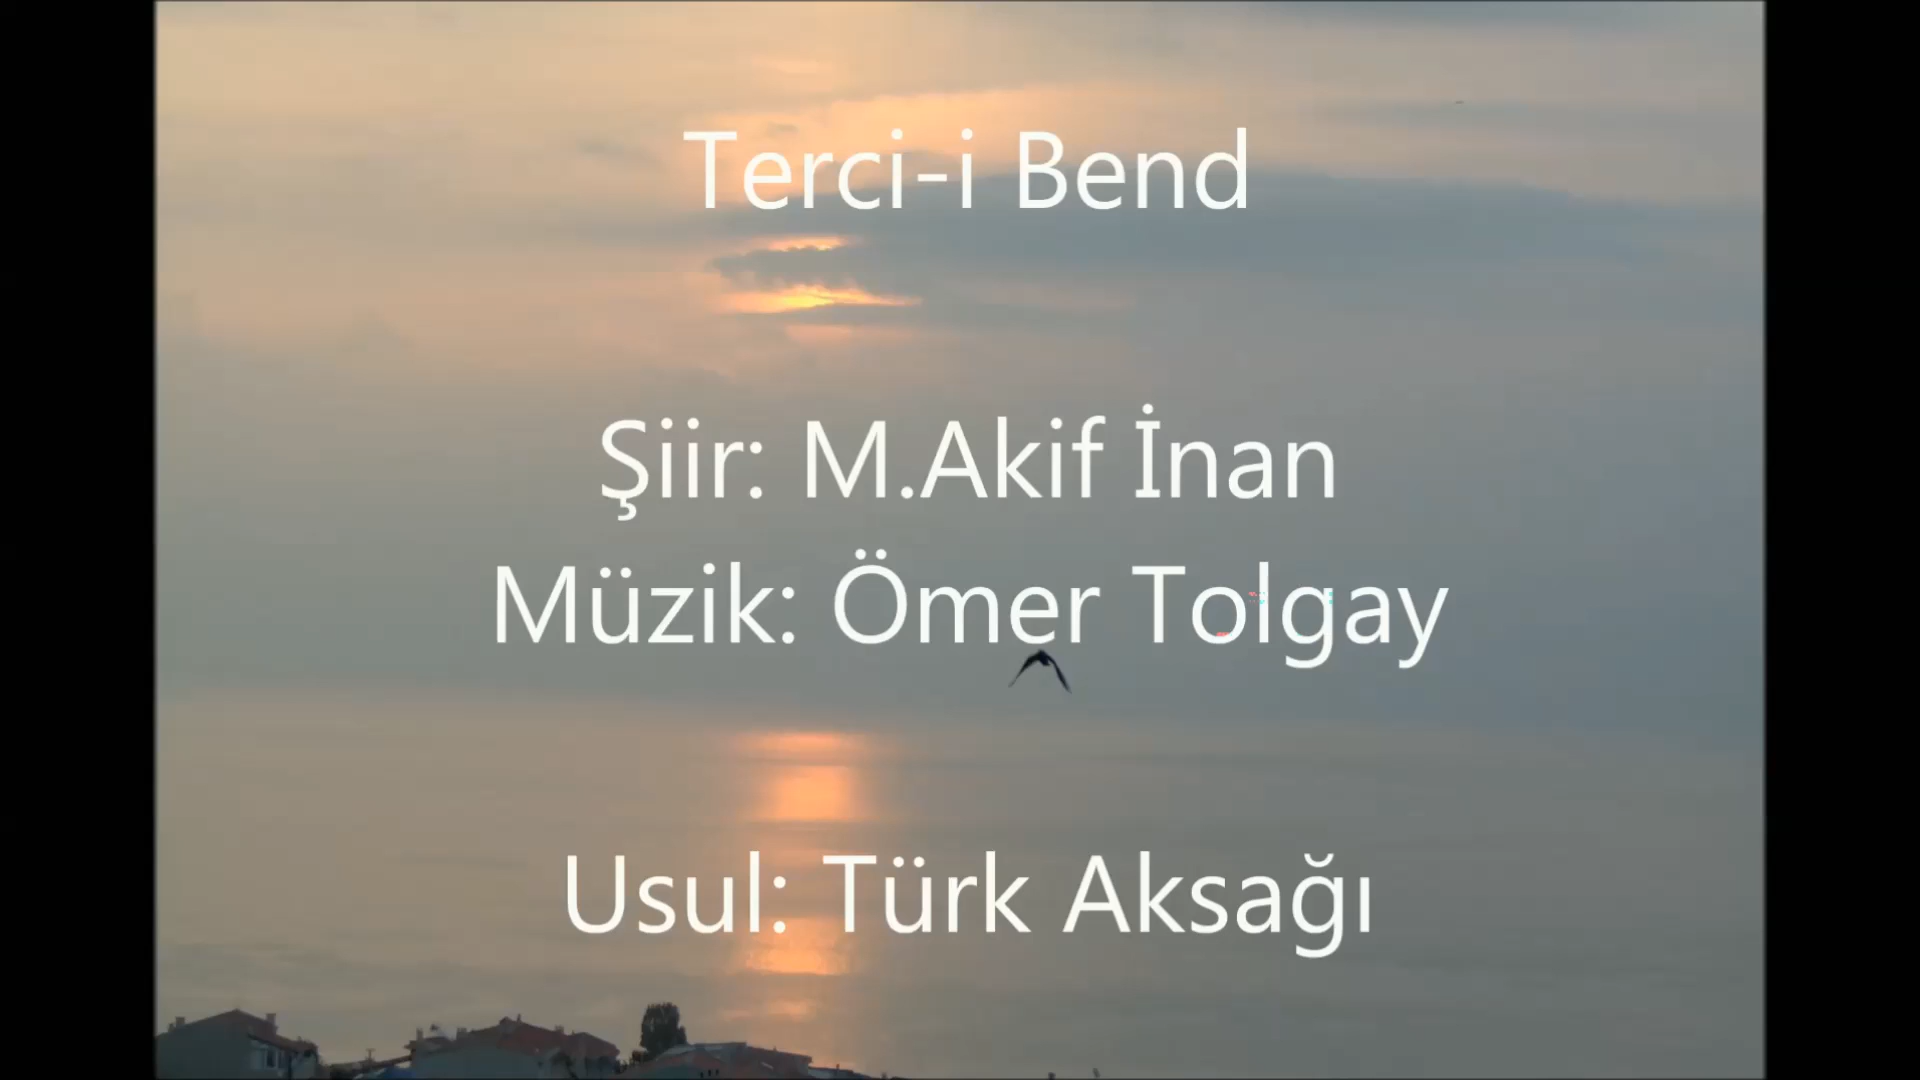 Terci-i Bend
Şiir: M.Akif İnan
Müzik: Ömer Tolgay
Usul: Türk Aksağı